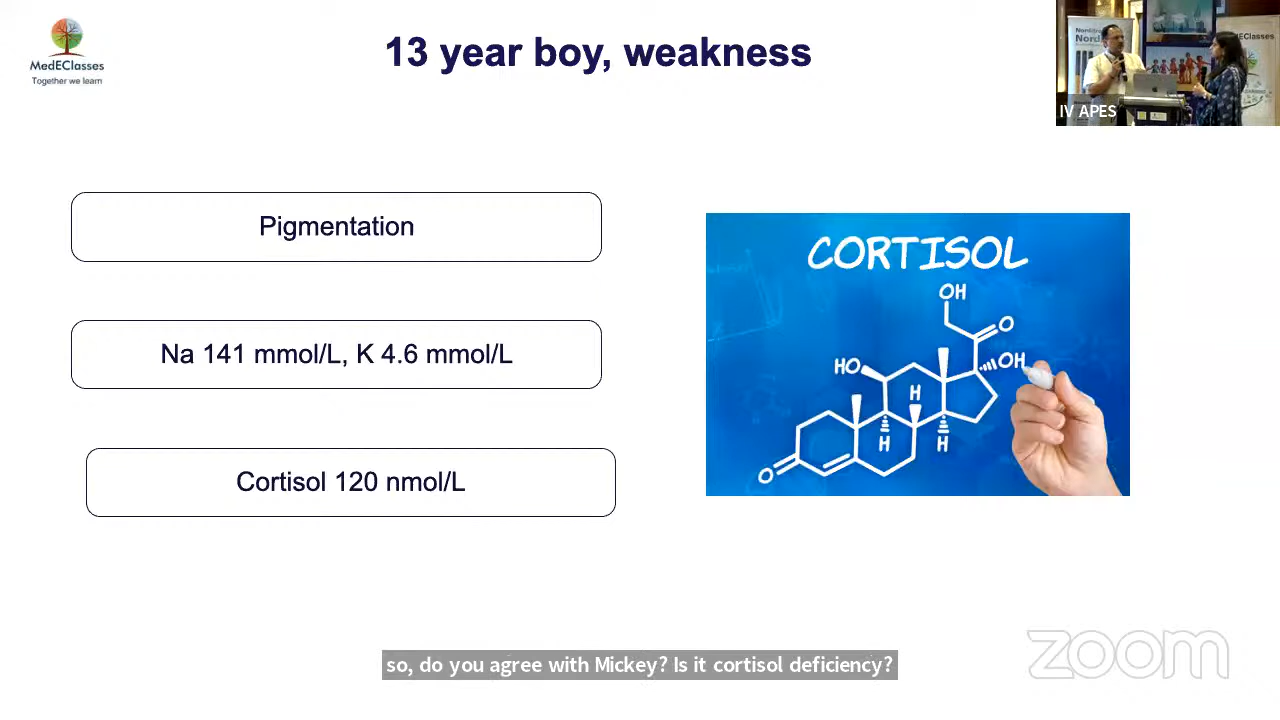 MedEClasses
Together we learn
13 year boy, weakness
IV APES
Pigmentation
Na 141 mmol/L, K 4.6 mmol/L
Cortisol 120 nmol/L
CORTISOL
OH
O
HO
OH
H
H
H
O
so, do you agree with Mickey? Is it cortisol deficiency?
zoom